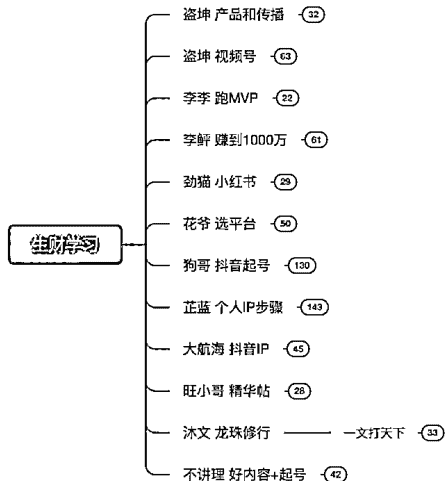 生财学习
盗坤 产品和传播 32
盗坤 视频号 63
李李 跑MVP 22
李鲆 赚到1000万 61
劲猫 小红书 29
花爷 选平台 50
狗哥 抖音起号 130
芷蓝 个人IP步骤 143
大航海 抖音IP 45
旺小哥 精华帖 28
沐文 龙珠修行 一文打天下 33
不讲理 好内容+起号 42